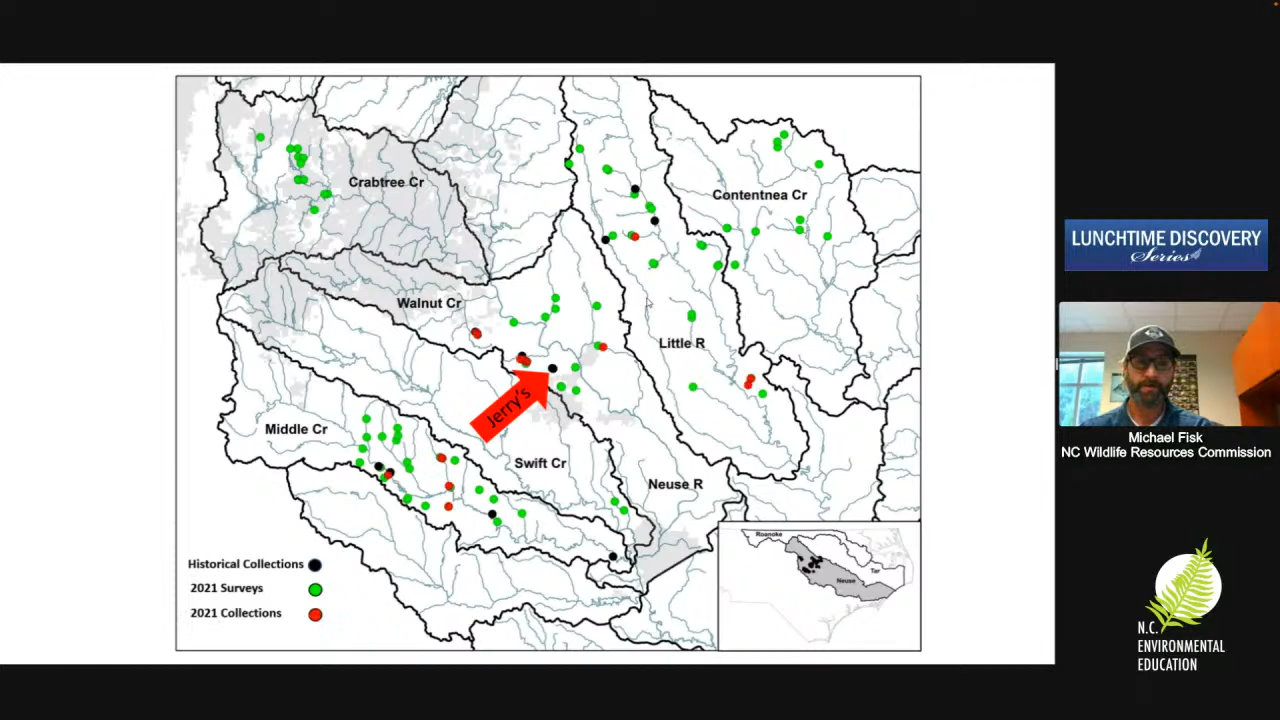 Crabtree Cr
Contentnea Cr
Walnut Cr
Little R
Jerry's
Middle Cr
Swift Cr
Neuse R
Historical Collections
2021 Surveys
2021 Collections
Roanoke
Tar
Neuse
LUNCHTIME DISCOVERY
Series
Michael Fisk
NC Wildlife Resources Commission
N.C.
ENVIRONMENTAL
EDUCATION